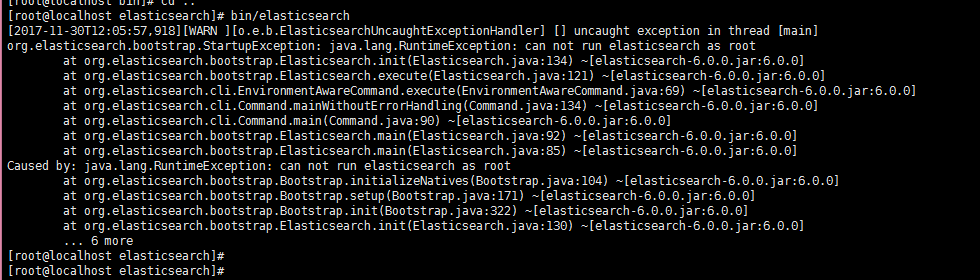 [root@localhost bin]# cd ..
[root@localhost elasticsearch]# bin/elasticsearch
[2017-11-30T12:05:57,918][WARN ][o.e.b.ElasticsearchUncaughtExceptionHandler] [] uncaught exception in thread [main]
org.elasticsearch.bootstrap.StartupException: java.lang.RuntimeException: can not run elasticsearch as root
at org.elasticsearch.bootstrap.Elasticsearch.init(Elasticsearch.java:134) ~[elasticsearch-6.0.0.jar:6.0.0]
at org.elasticsearch.bootstrap.Elasticsearch.execute(Elasticsearch.java:121) ~[elasticsearch-6.0.0.jar:6.0.0]
at org.elasticsearch.cli.EnvironmentAwareCommand.execute(EnvironmentAwareCommand.java:69) ~[elasticsearch-6.0.0.jar:6.0.0]
at org.elasticsearch.cli.Command.mainWithoutErrorHandling(Command.java:134) ~[elasticsearch-6.0.0.jar:6.0.0]
at org.elasticsearch.cli.Command.main(Command.java:90) ~[elasticsearch-6.0.0.jar:6.0.0]
at org.elasticsearch.bootstrap.Elasticsearch.main(Elasticsearch.java:92) ~[elasticsearch-6.0.0.jar:6.0.0]
at org.elasticsearch.bootstrap.Elasticsearch.main(Elasticsearch.java:85) ~[elasticsearch-6.0.0.jar:6.0.0]
Caused by: java.lang.RuntimeException: can not run elasticsearch as root
at org.elasticsearch.bootstrap.Bootstrap.initializeNatives(Bootstrap.java:104) ~[elasticsearch-6.0.0.jar:6.0.0]
at org.elasticsearch.bootstrap.Bootstrap.setup(Bootstrap.java:171) ~[elasticsearch-6.0.0.jar:6.0.0]
at org.elasticsearch.bootstrap.Bootstrap.init(Bootstrap.java:322) ~[elasticsearch-6.0.0.jar:6.0.0]
at org.elasticsearch.bootstrap.Elasticsearch.init(Elasticsearch.java:130) ~[elasticsearch-6.0.0.jar:6.0.0]
... 6 more
[root@localhost elasticsearch]#
[root@localhost elasticsearch]#